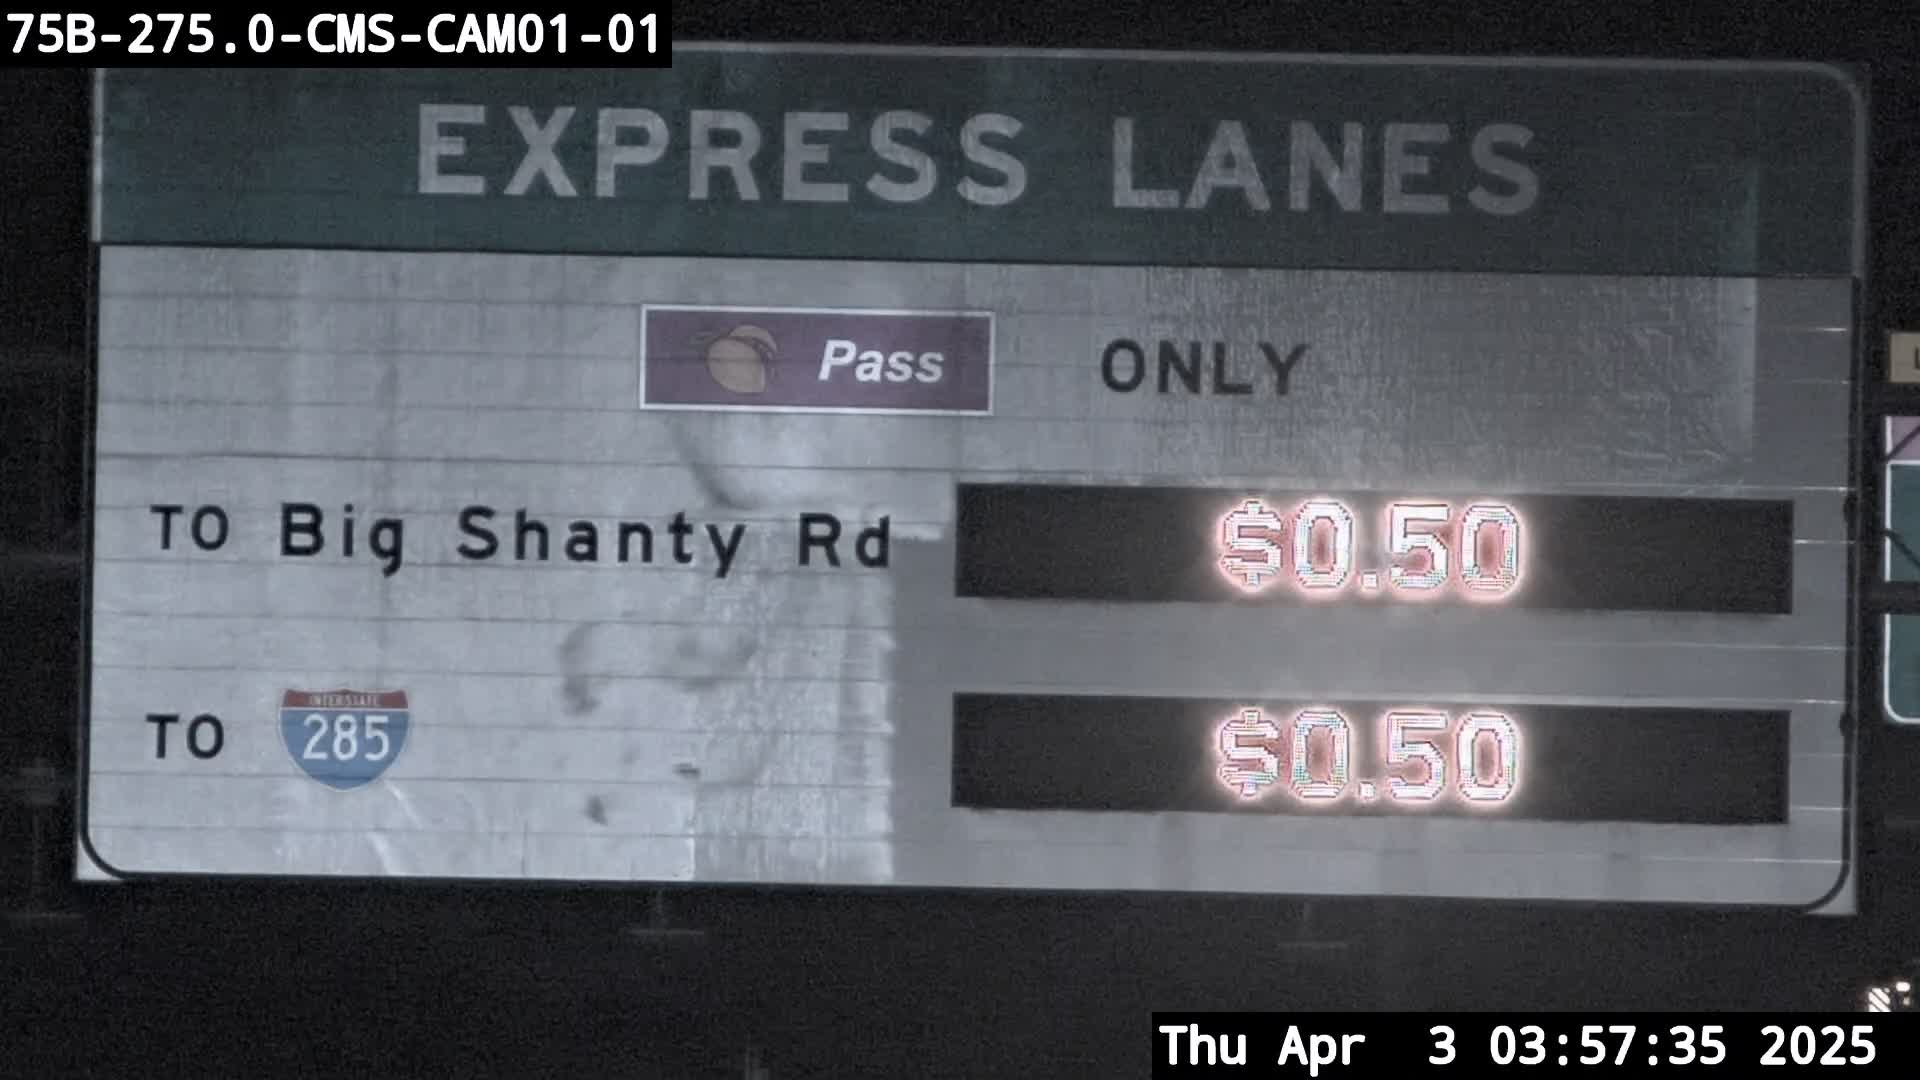 75B-275.0-CMS-CAM01-01
EXPRESS LANES
Pass ONLY
TO Big Shanty Rd $0.50
TO INTERSTATE 285 $0.50
Thu Apr 3 03:57:35 2025